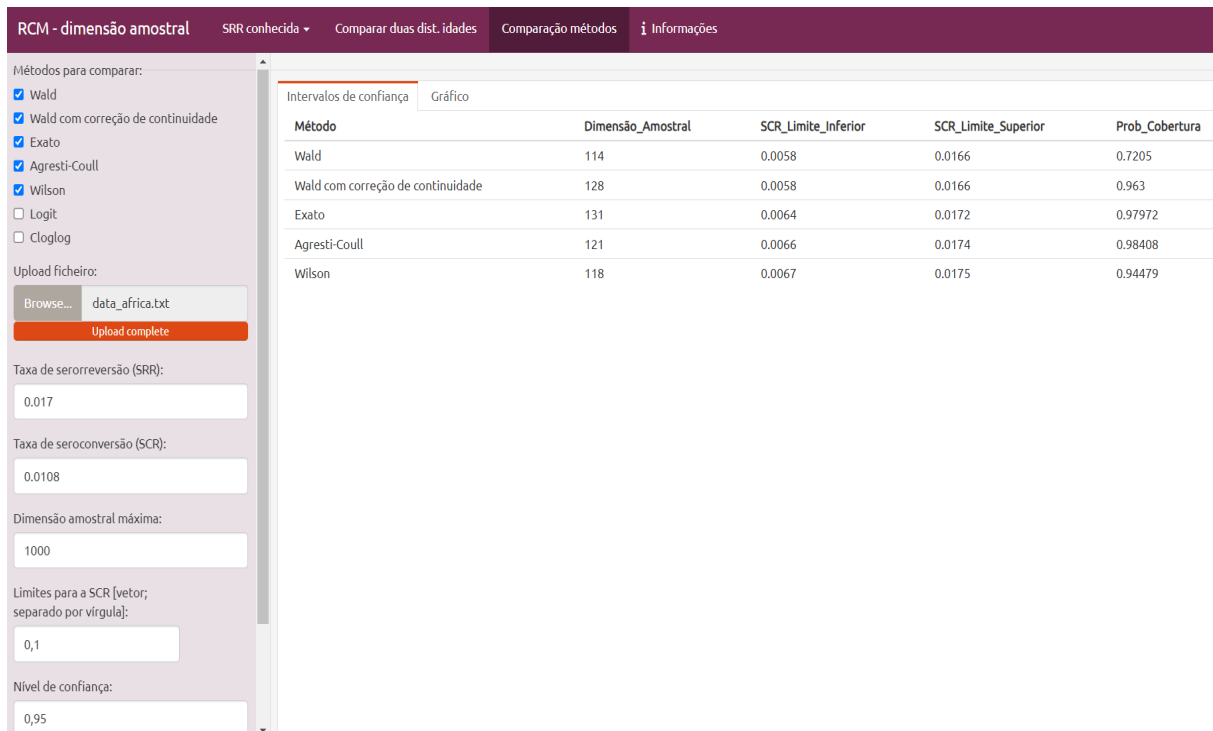 RCM - dimensão amostral SRR conhecida Comparar duas dist. idades Comparação métodos i Informações
Métodos para comparar:
Wald
Wald com correção de continuidade
Exato
Agresti-Coull
Wilson
Logit
Cloglog
Upload ficheiro:
Browse... data_africa.txt
Upload complete
Taxa de serorreversão (SRR):
0.017
Taxa de seroconversão (SCR):
0.0108
Dimensão amostral máxima:
1000
Limites para a SCR [vetor;
separado por vírgula]:
0,1
Nível de confiança:
0,95
Intervalos de confiança Gráfico
Método Dimensão_Amostral SCR_Limite_Inferior SCR_Limite_Superior Prob_Cobertura
Wald 114 0.0058 0.0166 0.7205
Wald com correção de continuidade 128 0.0058 0.0166 0.963
Exato 131 0.0064 0.0172 0.97972
Agresti-Coull 121 0.0066 0.0174 0.98408
Wilson 118 0.0067 0.0175 0.94479